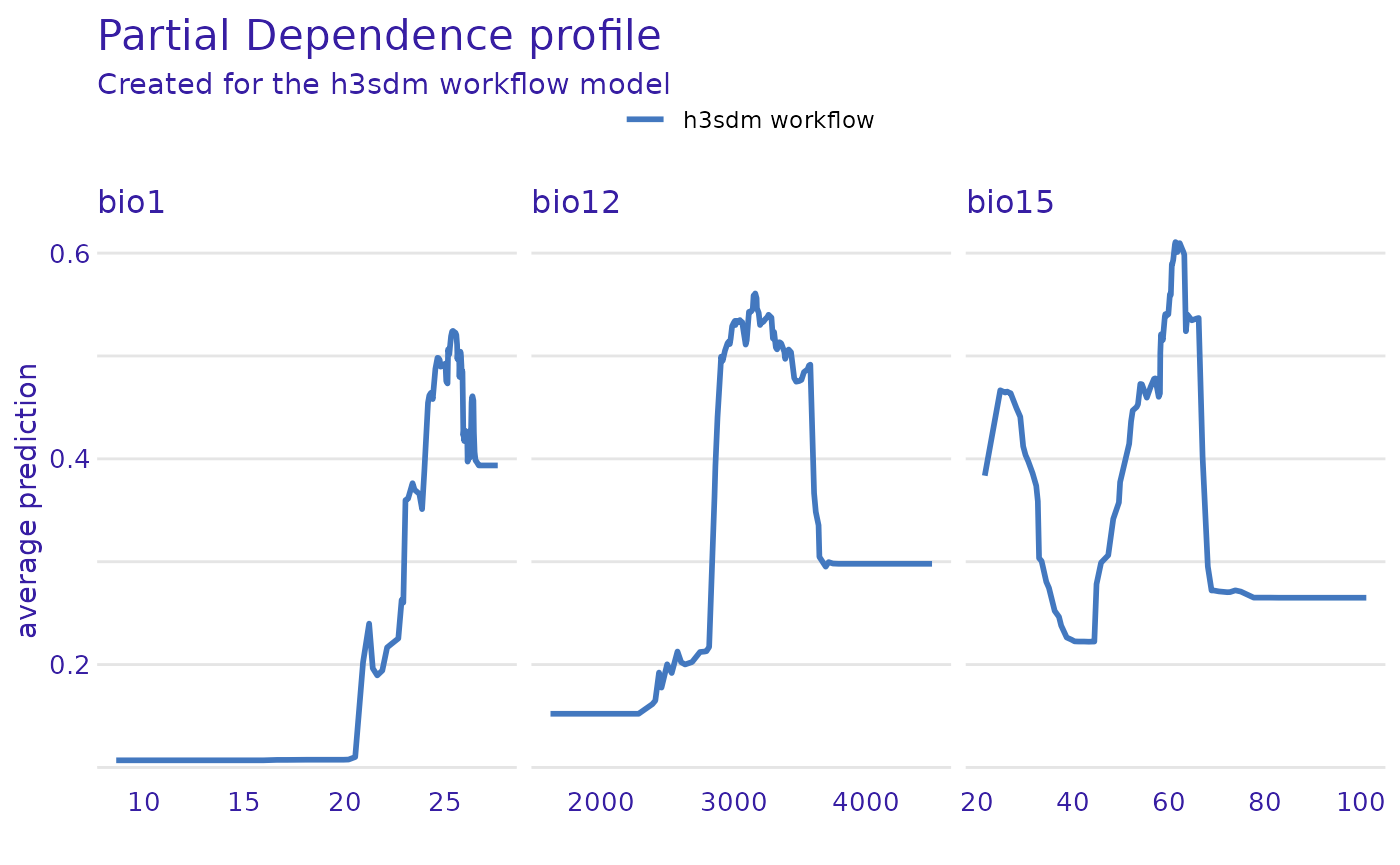 Partial Dependence profile
Created for the h3sdm workflow model
h3sdm workflow
bio1
bio12
bio15
average prediction
0.6
0.4
0.2
10 15 20 25
2000 3000 4000
20 40 60 80 100